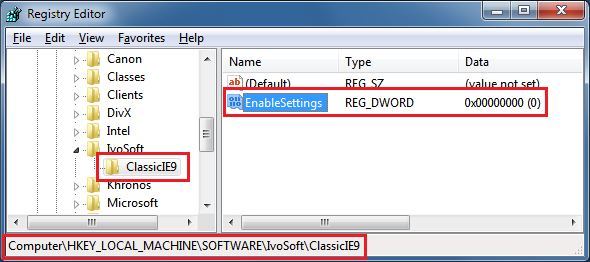 Registry Editor
File Edit View Favorites Help
Canon
Classes
Clients
DivX
Intel
IvoSoft
ClassicIE9
Khronos
Microsoft
Name Type Data
(Default) REG_SZ (value not set)
EnableSettings REG_DWORD 0x00000000 (0)
Computer\HKEY_LOCAL_MACHINE\SOFTWARE\IvoSoft\ClassicIE9